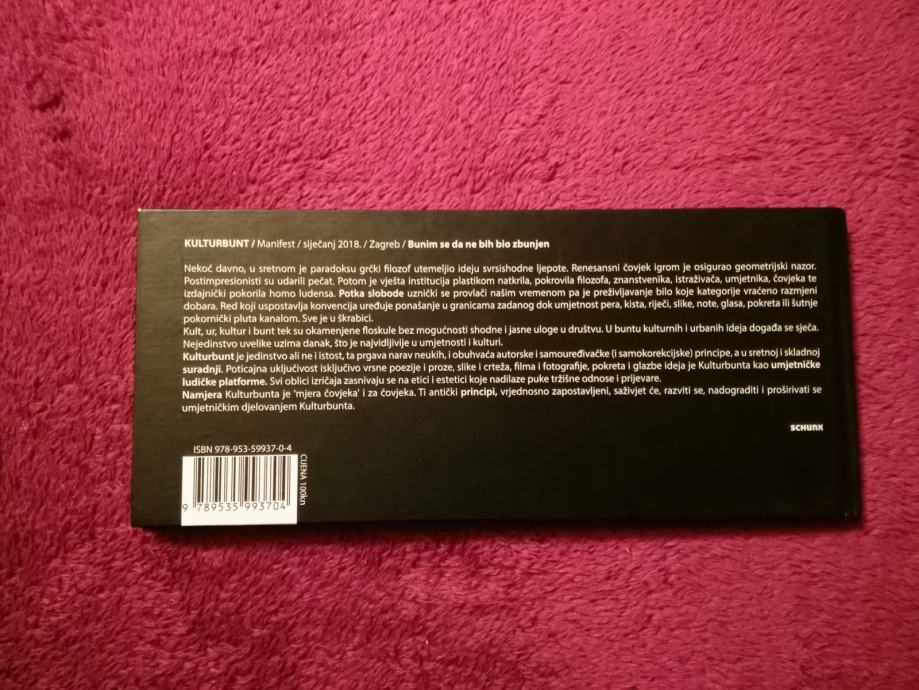 KULTURBUNT / Manifest / siječanj 2018. / Zagreb / Bunim se da ne bih bio zbunjen
Nekoć davno, u sretnom je paradoksu grčki filozof utemeljio ideju svrsishodne ljepote. Renesansni čovjek igrom je osigurao geometrijski nazor.
Postimpresionisti su udarili pečat. Potom je vješta institucija plastikom natkrila, pokrovila filozofa, znanstvenika, istraživača, umjetnika, čovjeka te
izdajnički pokorila homo ludensa. Potka slobode uznički se provlači našim vremenom pa je preživljavanje bilo koje kategorije vraćeno razmjeni
dobara. Red koji uspostavlja konvencija uređuje ponašanje u granicama zadanog dok umjetnost pera, kista, riječi, slike, note, glasa, pokreta ili šutnje
pokornički pluta kanalom. Sve je u škrabici.
Kult, ur, kultur i bunt tek su okamenjene floskule bez mogućnosti shodne i jasne uloge u društvu. U buntu kulturnih i urbanih ideja događa se sječa.
Nejedinstvo uvelike uzima danak, što je najvidljivije u umjetnosti i kulturi.
Kulturbunt je jedinstvo ali ne i istost, ta prgava narav neukih, i obuhvaća autorske i samouređivačke (i samokorekcijske) principe, a u sretnoj i skladnoj
suradnji. Poticajna uključivost isključivo vrsne poezije i proze, slike i crteža, filma i fotografije, pokreta i glazbe ideja je Kulturbunta kao umjetničke
ludičke platforme. Svi oblici izričaja zasnivaju se na etici i estetici koje nadilaze puke tržišne odnose i prijevare.
Namjera Kulturbunta je 'mjera čovjeka' i za čovjeka. Ti antički principi, vrijednosno zapostavljeni, saživjet će, razviti se, nadograditi i proširivati se
umjetničkim djelovanjem Kulturbunta.
SCHUNX
ISBN 978-953-59937-0-4
CIJENA 100kn
9 789535 993704